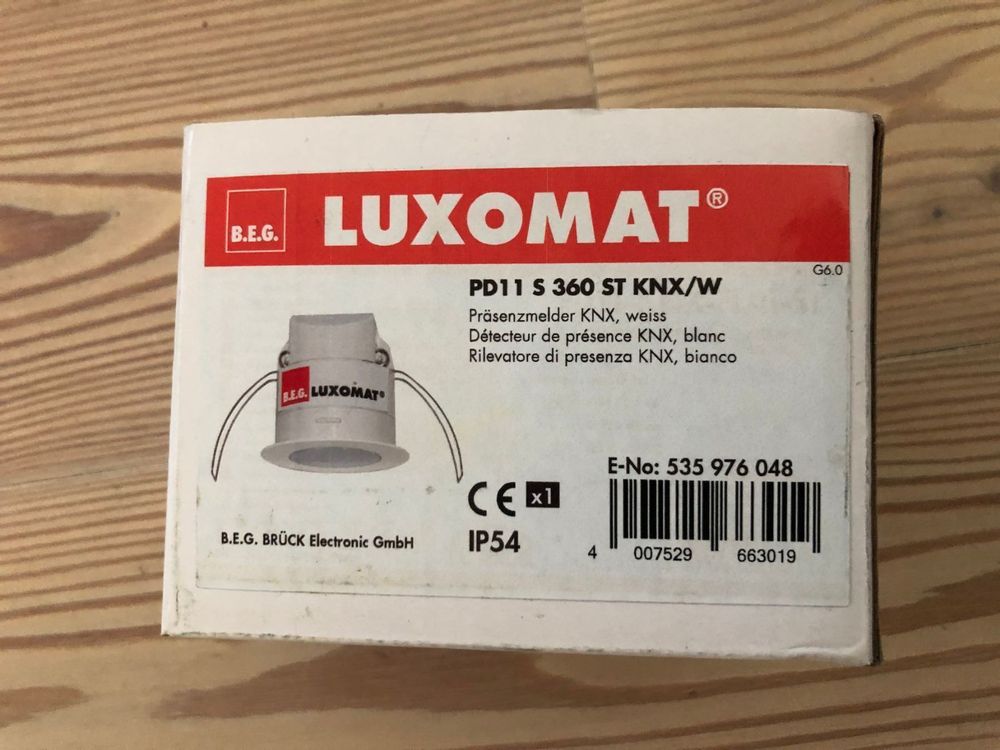 B.E.G.
LUXOMAT®
G6.0
PD11 S 360 ST KNX/W
Präsenzmelder KNX, weiss
Détecteur de présence KNX, blanc
Rilevatore di presenza KNX, bianco
B.E.G. LUXOMAT®
E-No: 535 976 048
CE x1
IP54
B.E.G. BRÜCK Electronic GmbH
4 007529 663019